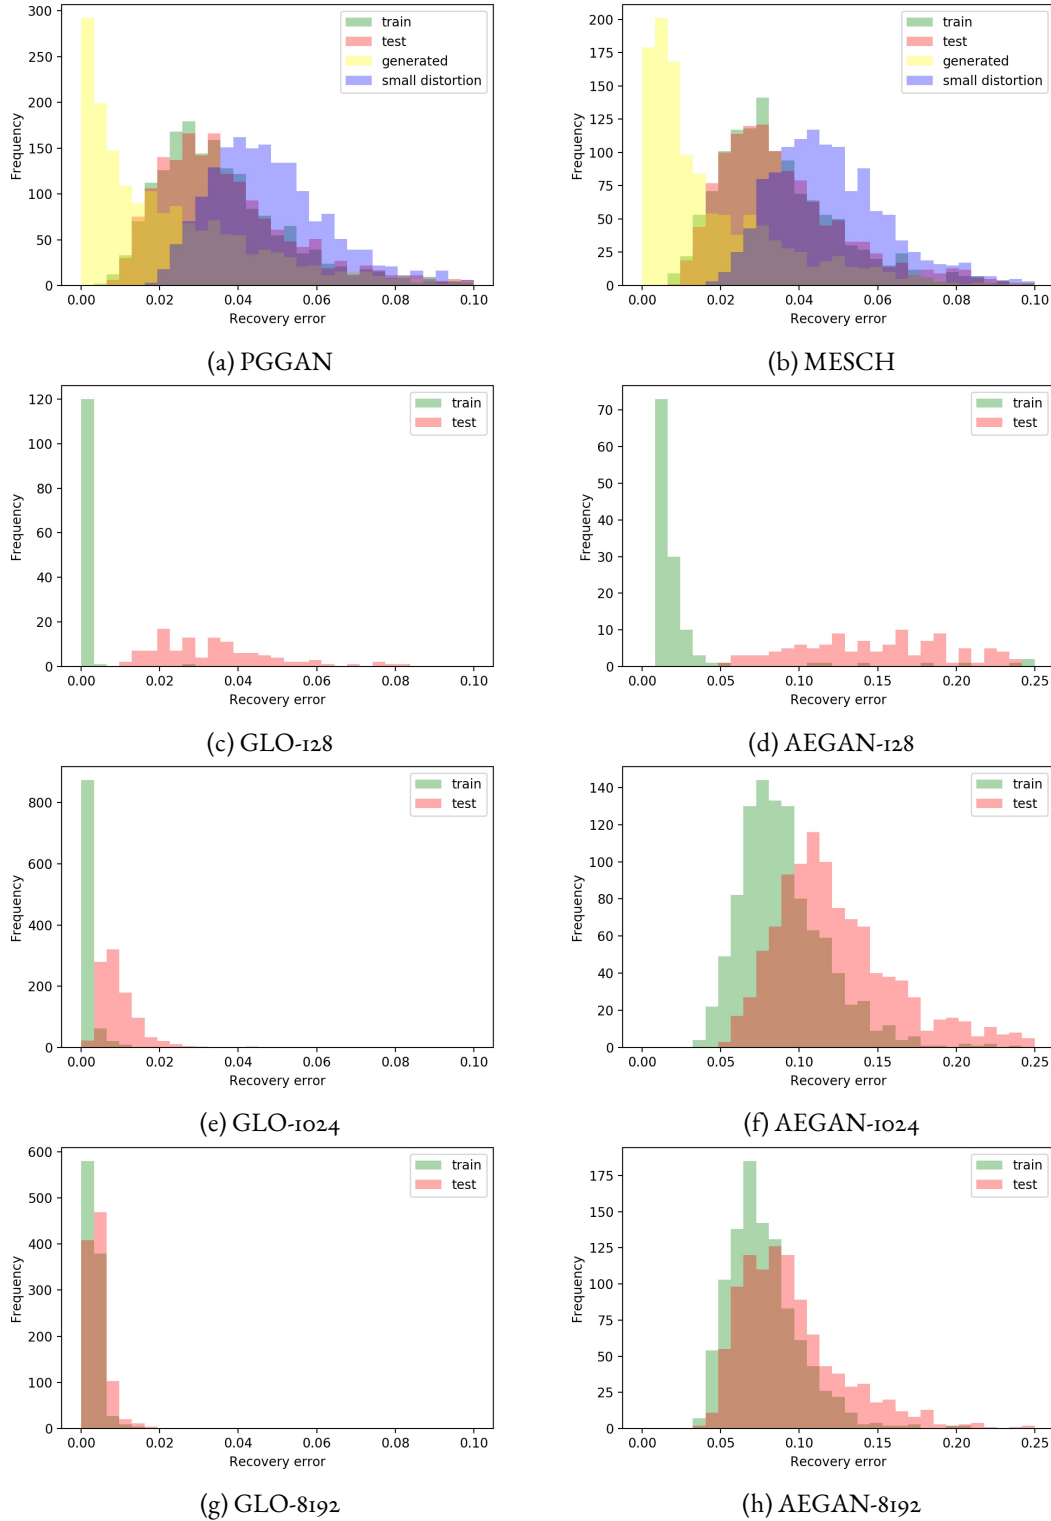 300
250
200
150
100
50
0
Frequency
train
test
generated
small distortion
0.00 0.02 0.04 0.06 0.08 0.10
Recovery error
(a) PGGAN
200
175
150
125
100
75
50
25
0
Frequency
train
test
generated
small distortion
0.00 0.02 0.04 0.06 0.08 0.10
Recovery error
(b) MESCH
120
100
80
60
40
20
0
Frequency
train
test
0.00 0.02 0.04 0.06 0.08 0.10
Recovery error
(c) GLO-128
70
60
50
40
30
20
10
0
Frequency
train
test
0.00 0.05 0.10 0.15 0.20 0.25
Recovery error
(d) AEGAN-128
800
600
400
200
0
Frequency
train
test
0.00 0.02 0.04 0.06 0.08 0.10
Recovery error
(e) GLO-1024
140
120
100
80
60
40
20
0
Frequency
train
test
0.00 0.05 0.10 0.15 0.20 0.25
Recovery error
(f) AEGAN-1024
600
500
400
300
200
100
0
Frequency
train
test
0.00 0.02 0.04 0.06 0.08 0.10
Recovery error
(g) GLO-8192
175
150
125
100
75
50
25
0
Frequency
train
test
0.00 0.05 0.10 0.15 0.20 0.25
Recovery error
(h) AEGAN-8192